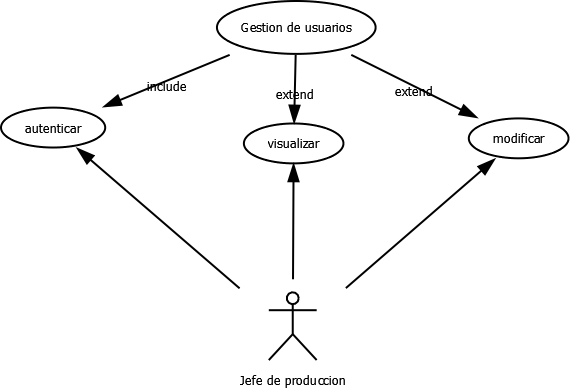 Gestion de usuarios
include
extend
extend
autenticar
visualizar
modificar
Jefe de produccion